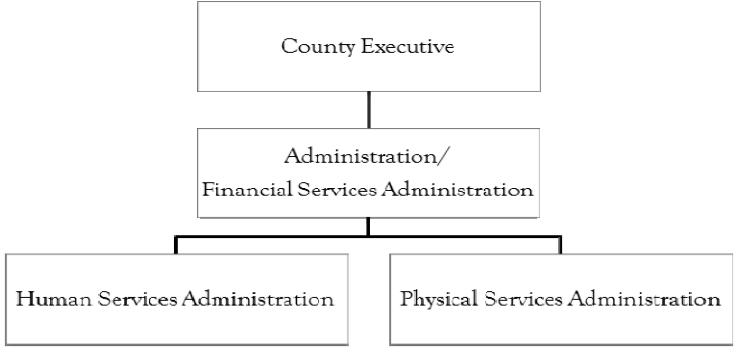 County Executive
Administration/
Financial Services Administration
Human Services Administration
Physical Services Administration